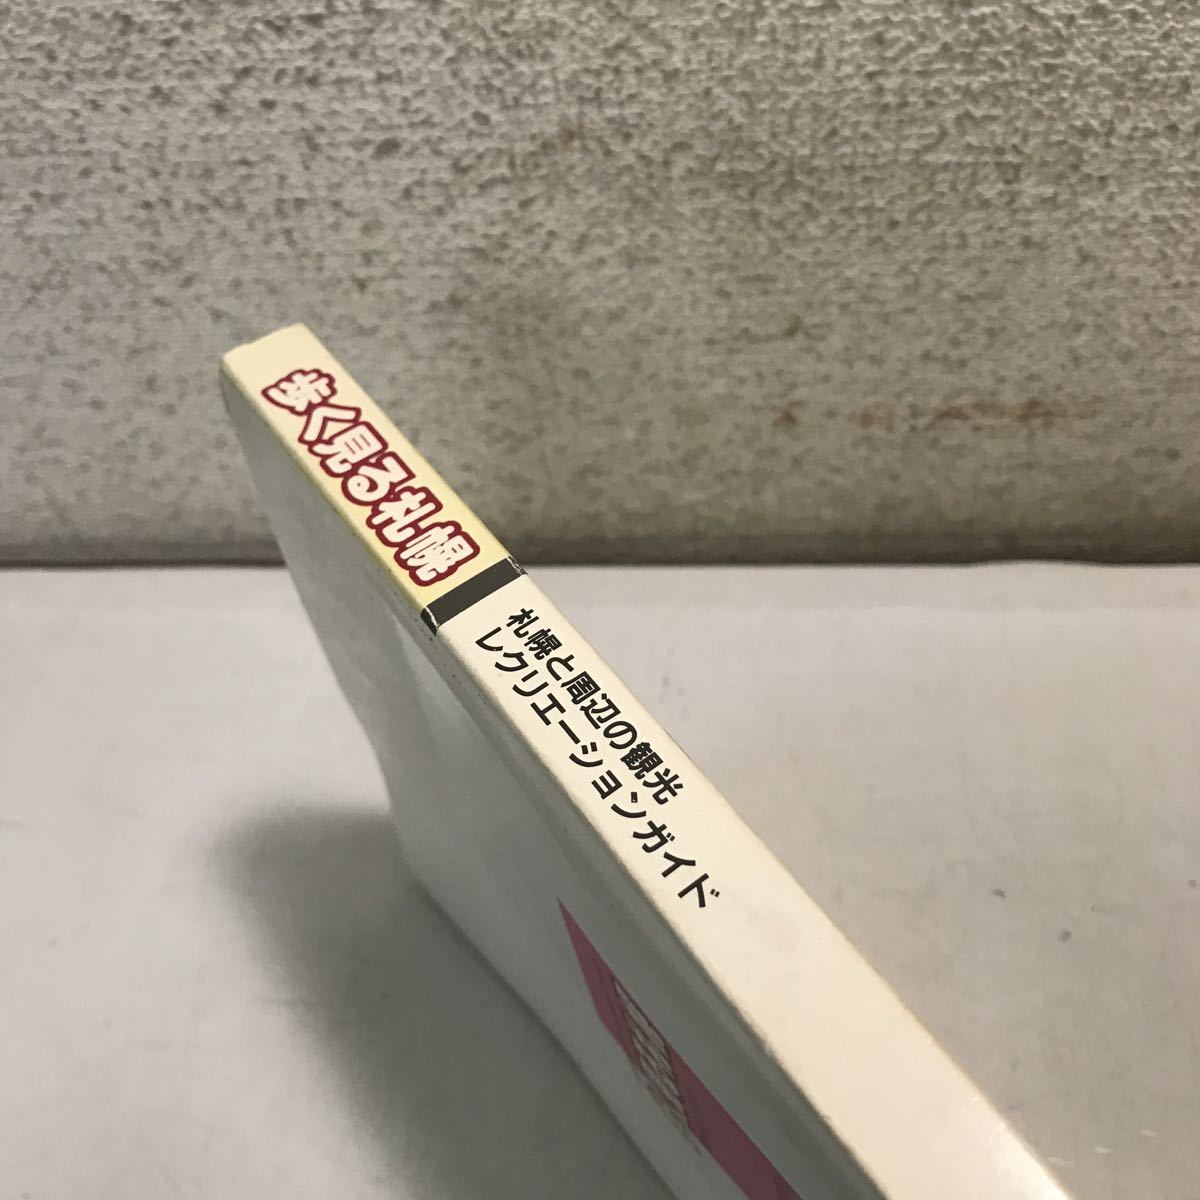 歩く見る札幌
札幌と周辺の観光
レクリエーションガイド